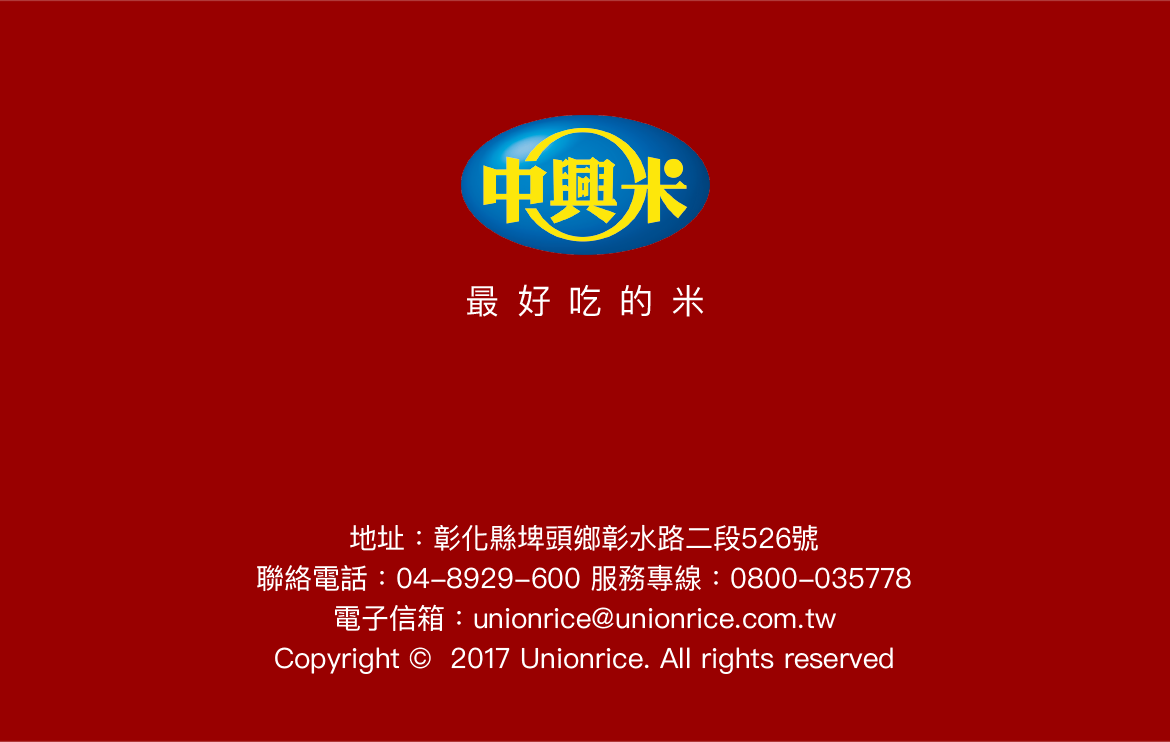 中興米
最好吃的米
地址：彰化縣埤頭鄉彰水路二段526號
聯絡電話：04-8929-600 服務專線：0800-035778
電子信箱：unionrice@unionrice.com.tw
Copyright © 2017 Unionrice. All rights reserved